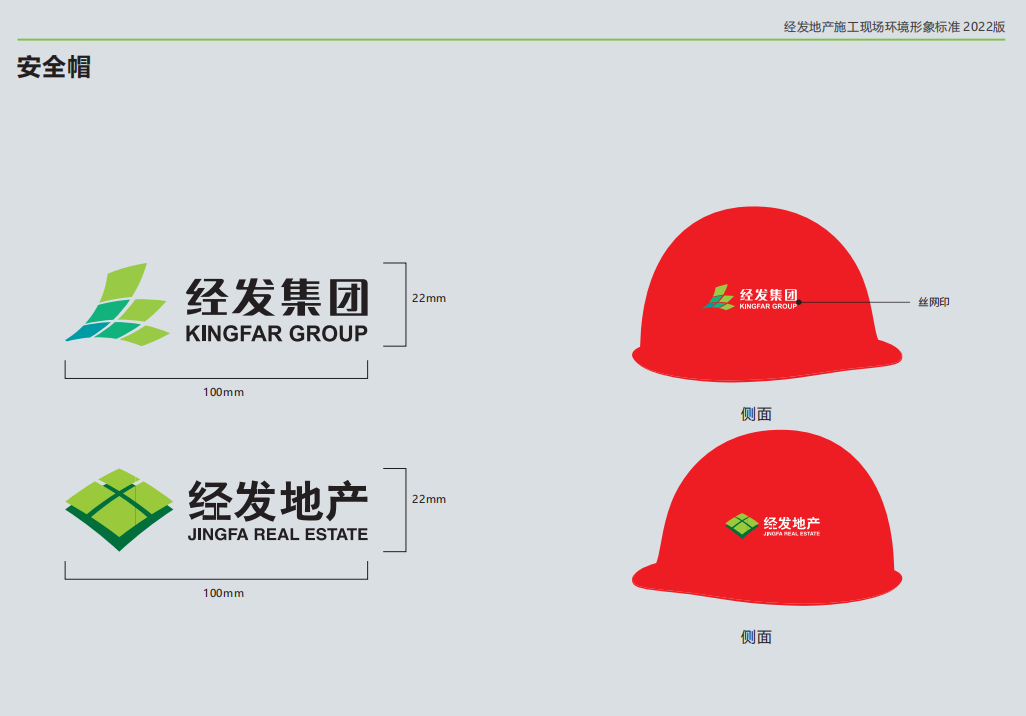 经发地产施工现场环境形象标准 2022版
安全帽
经发集团
KINGFAR GROUP
22mm
100mm
经发地产
JINGFA REAL ESTATE
22mm
100mm
经发集团
KINGFAR GROUP
丝网印
侧面
经发地产
JINGFA REAL ESTATE
侧面